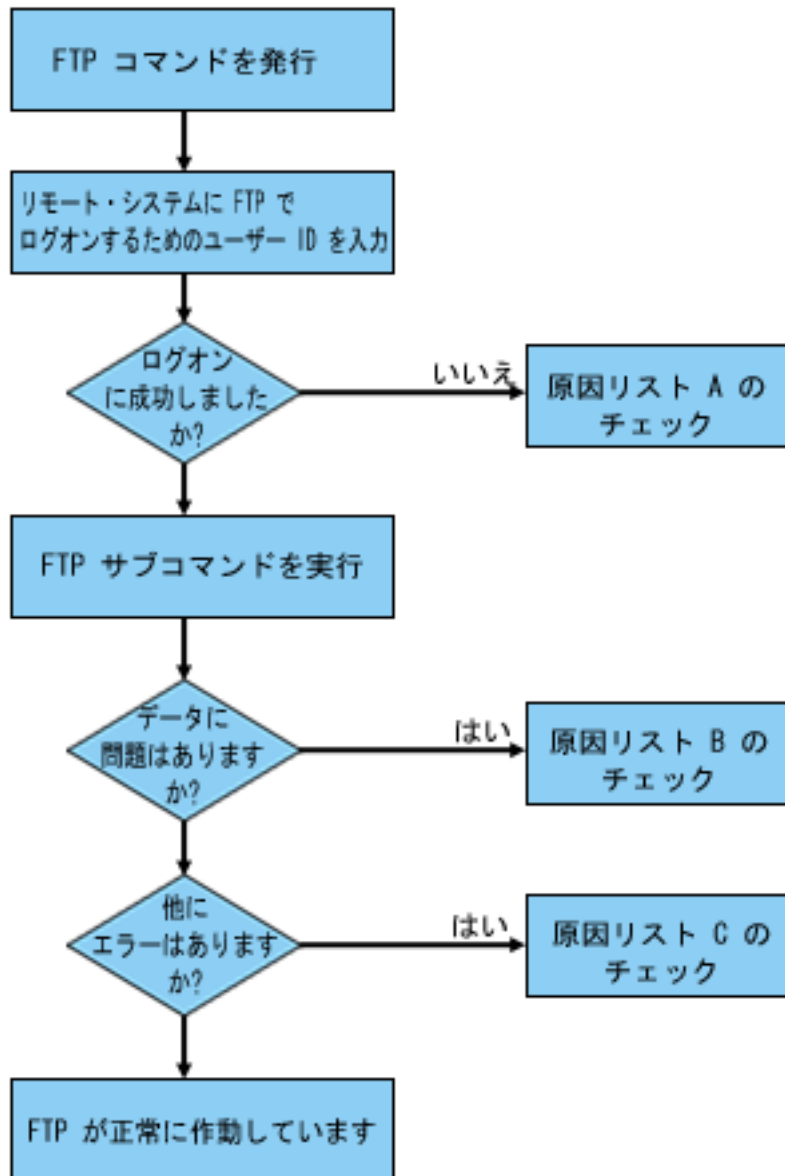 FTP コマンドを発行
リモート・システムに FTP で
ログオンするためのユーザー ID を入力
ログオン
に成功しました
か?
いいえ
原因リスト A の
チェック
FTP サブコマンドを実行
データに
問題はあります
か?
はい
原因リスト B の
チェック
他に
エラーはあります
か?
はい
原因リスト C の
チェック
FTP が正常に作動しています